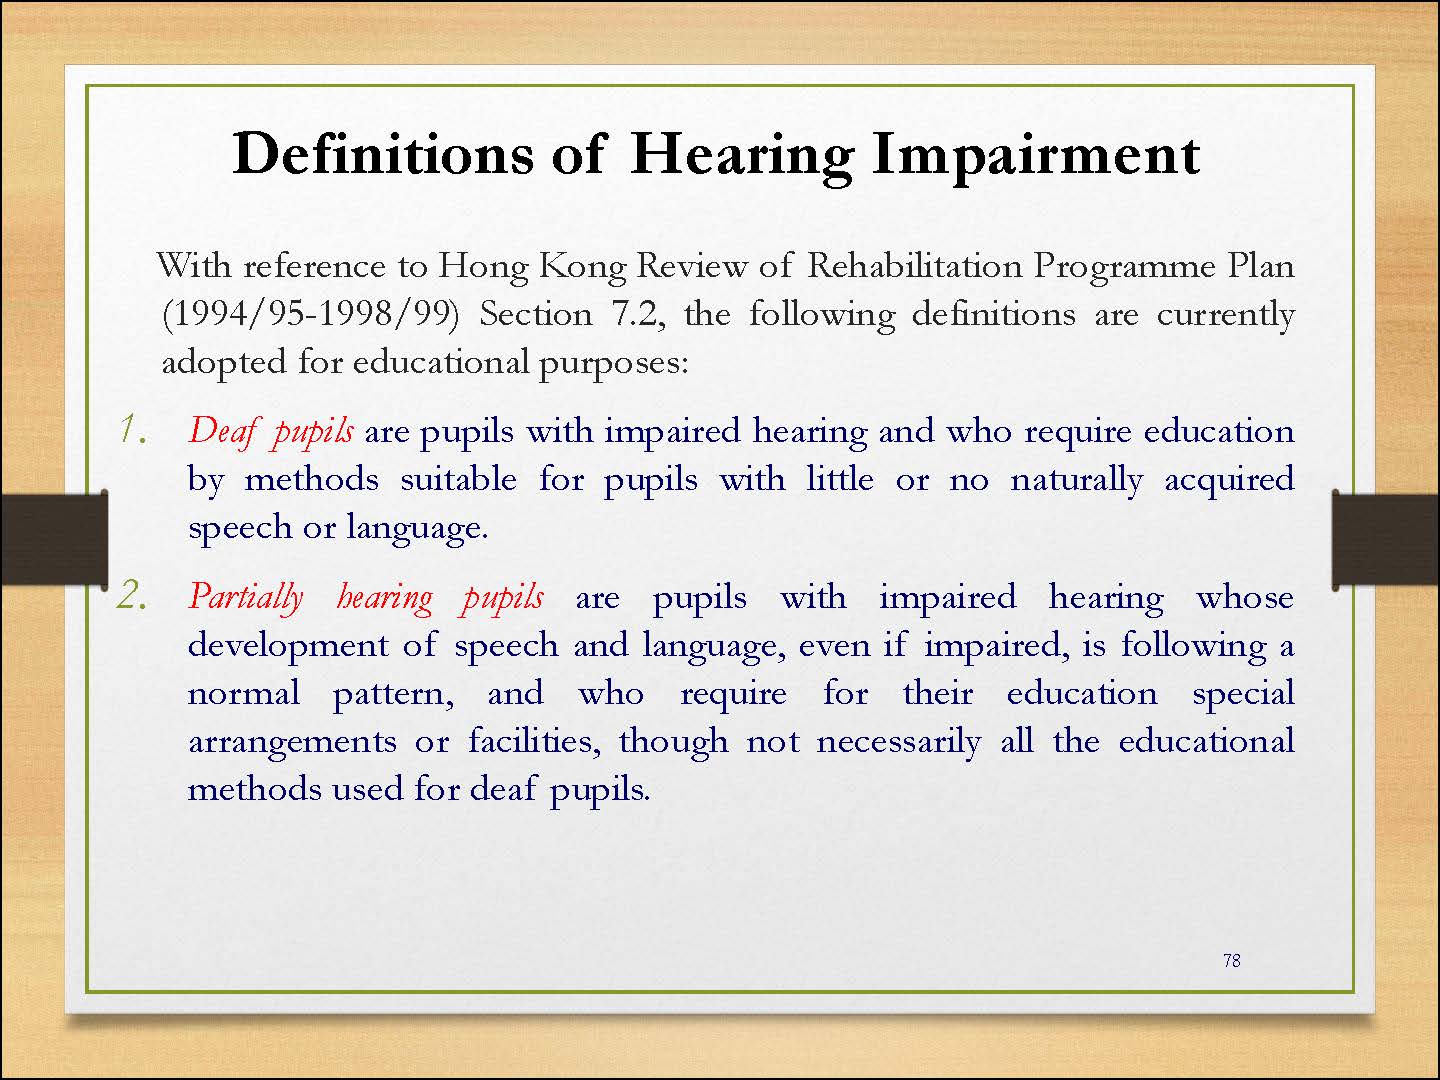 Definitions of Hearing Impairment
With reference to Hong Kong Review of Rehabilitation Programme Plan
(1994/95-1998/99) Section 7.2, the following definitions are currently
adopted for educational purposes:
1. Deaf pupils are pupils with impaired hearing and who require education
by methods suitable for pupils with little or no naturally acquired
speech or language.
2. Partially hearing pupils are pupils with impaired hearing whose
development of speech and language, even if impaired, is following a
normal pattern, and who require for their education special
arrangements or facilities, though not necessarily all the educational
methods used for deaf pupils.
78